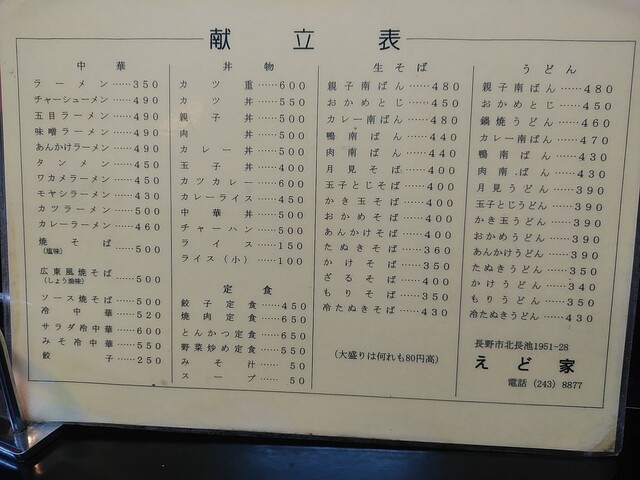 献立表
中華
ラーメン……350
チャーシューメン……490
五目ラーメン……490
味噌ラーメン……490
あんかけラーメン……490
タンメン……450
ワカメラーメン……450
モヤシラーメン……430
カツラーメン……500
カレーラーメン……460
焼そば……500
(塩味)
広東風焼そば……500
(しょう油味)
ソース焼そば……500
冷中華……520
サラダ冷中華……600
みそ冷中華……550
餃子……250
丼物
カツ重……600
カツ丼……550
親子丼……500
肉丼……500
カレー丼……500
玉子丼……400
カツカレー……600
カレーライス……450
中華丼……500
チャーハン……500
ライス……150
ライス(小)……100
定食
餃子定食……450
焼肉定食……650
とんかつ定食……650
野菜炒め定食……550
みそ汁……50
スープ……50
生そば
親子南ばん……480
おかめとじ……450
カレー南ばん……480
鴨南ばん……440
肉南ばん……440
月見そば……400
玉子とじそば……400
かき玉そば……400
おかめそば……400
あんかけそば……400
たぬきそば……360
かけそば……350
ざるそば……400
もりそば……350
冷たぬきそば……430
(大盛りは何れも80円高)
うどん
親子南ばん……480
おかめとじ……450
鍋焼うどん……460
カレー南ばん……470
鴨南ばん……430
肉南ばん……430
月見うどん……390
玉子とじうどん……390
かき玉うどん……390
おかめうどん……390
あんかけうどん……390
たぬきうどん……350
かけうどん……340
もりうどん……350
冷たぬきうどん……430
長野市北長池1951-28
えど家
電話(243)8877